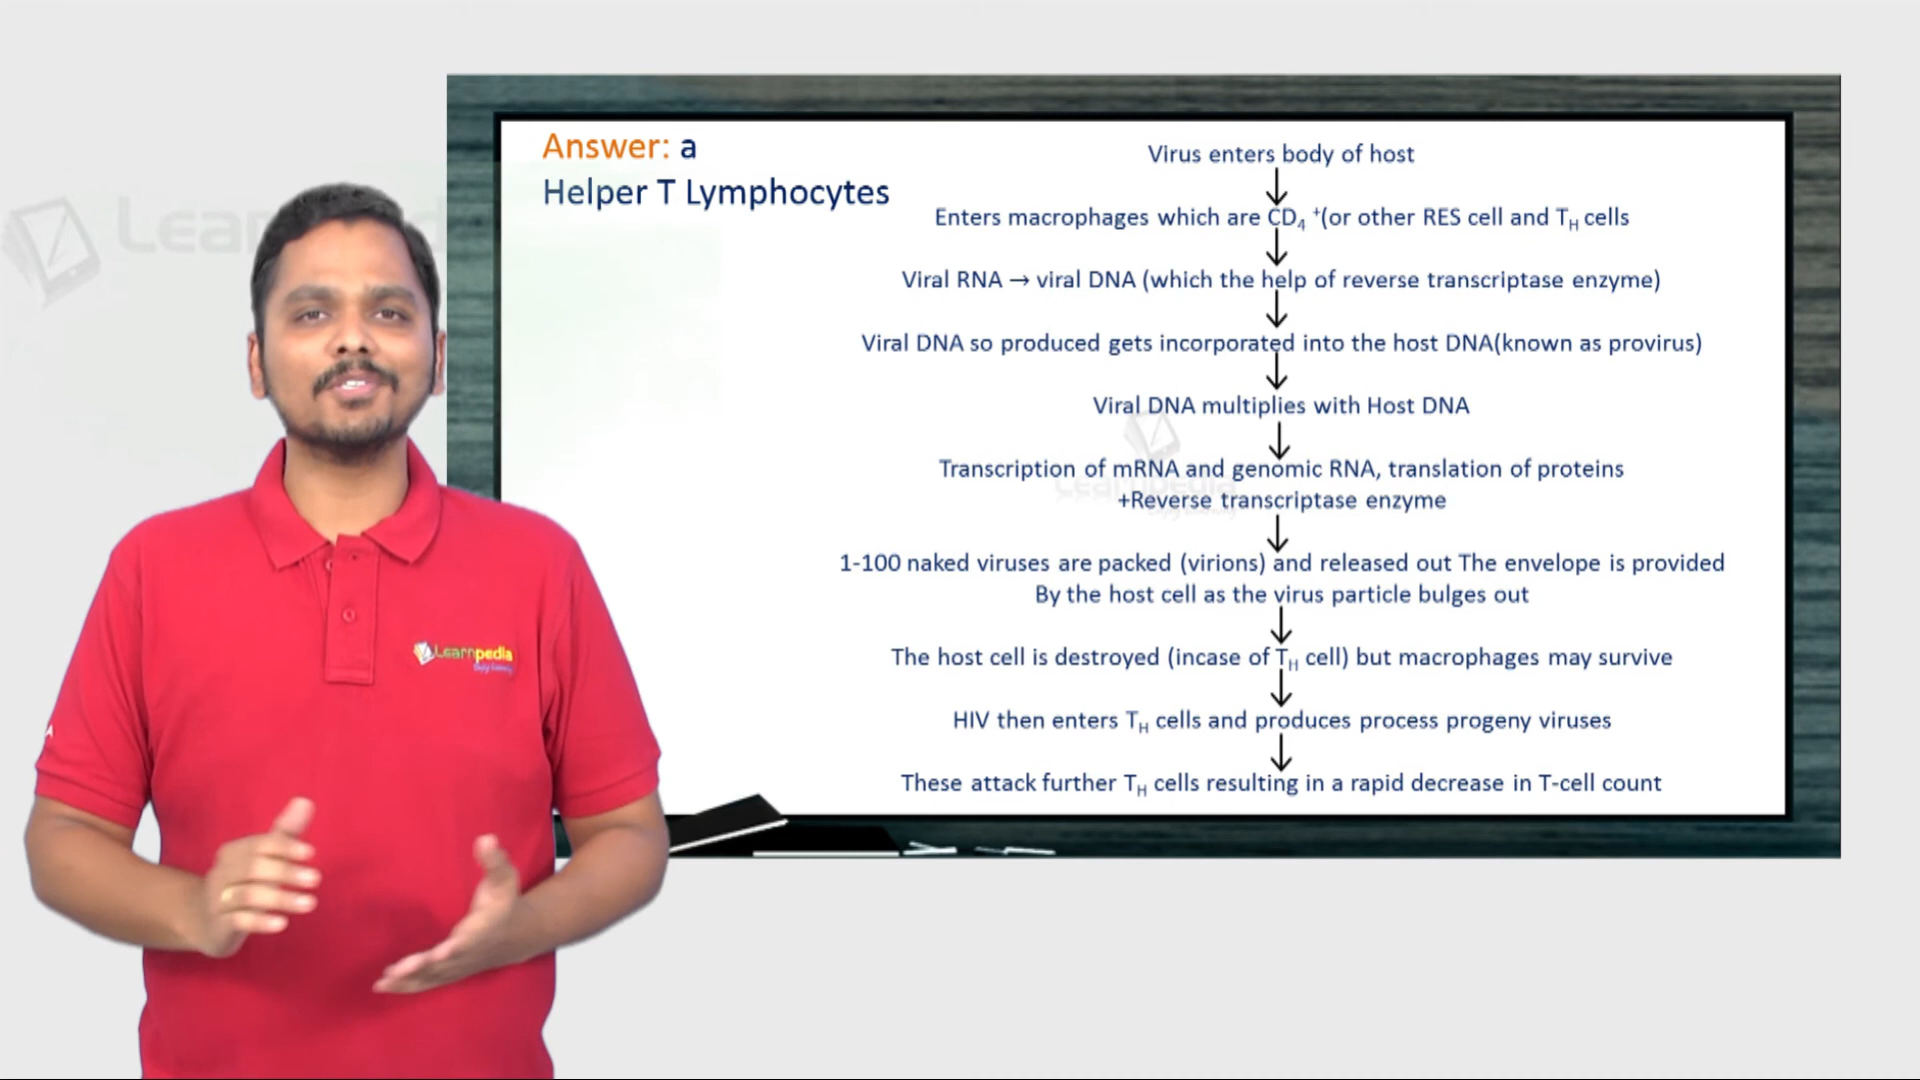 Answer: a
Helper T Lymphocytes
Virus enters body of host
Enters macrophages which are CD₄ ⁺(or other RES cell and T_H cells
Viral RNA → viral DNA (which the help of reverse transcriptase enzyme)
Viral DNA so produced gets incorporated into the host DNA(known as provirus)
Viral DNA multiplies with Host DNA
Transcription of mRNA and genomic RNA, translation of proteins
+Reverse transcriptase enzyme
1-100 naked viruses are packed (virions) and released out The envelope is provided
By the host cell as the virus particle bulges out
The host cell is destroyed (incase of T_H cell) but macrophages may survive
HIV then enters T_H cells and produces process progeny viruses
These attack further T_H cells resulting in a rapid decrease in T-cell count
Learnpedia
Learnpedia